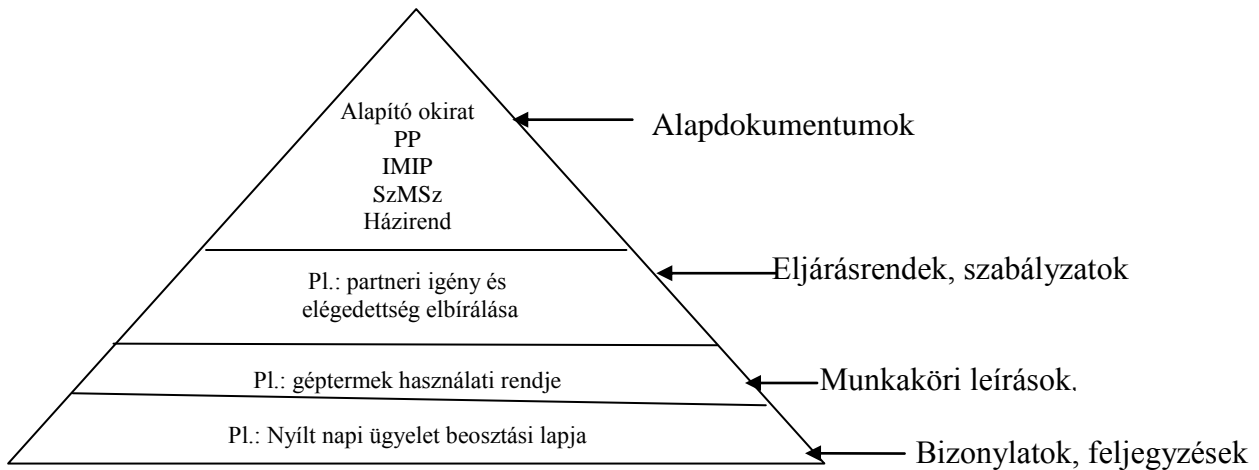 Alapító okirat
PP
IMIP
SzMSz
Házirend
Alapdokumentumok
Pl.: partneri igény és
elégedettség elbírálása
Eljárásrendek, szabályzatok
Pl.: géptermek használati rendje
Munkaköri leírások.
Pl.: Nyílt napi ügyelet beosztási lapja
Bizonylatok, feljegyzések